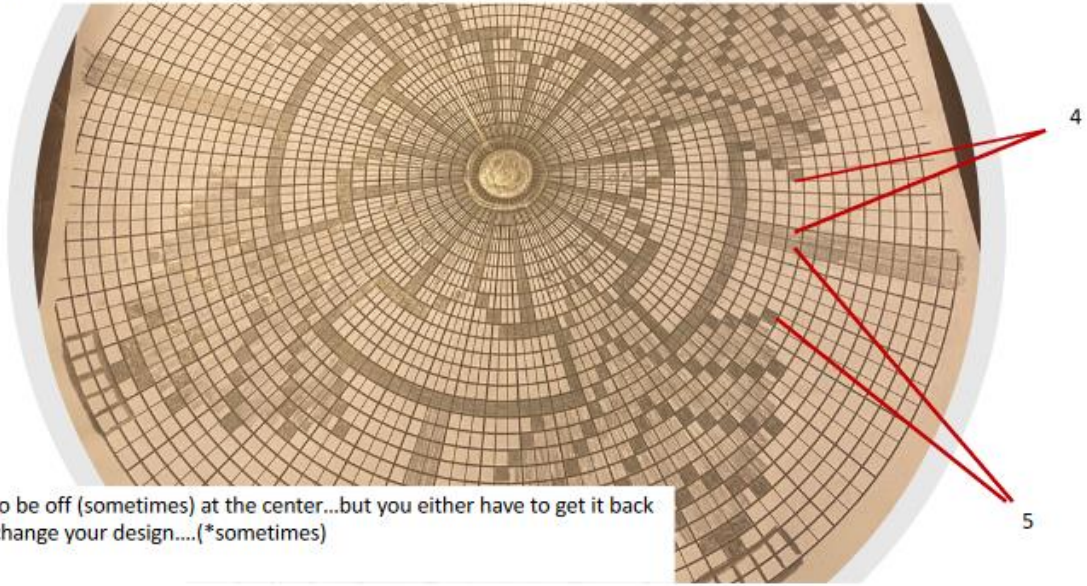 4
o be off (sometimes) at the center...but you either have to get it back
hange your design....(*sometimes)
5